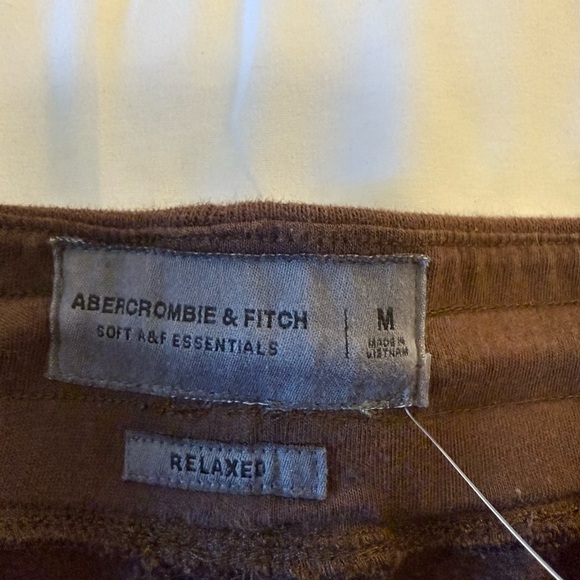 ABERCROMBIE & FITCH
SOFT A&F ESSENTIALS
M
MADE IN
VIETNAM
RELAXED